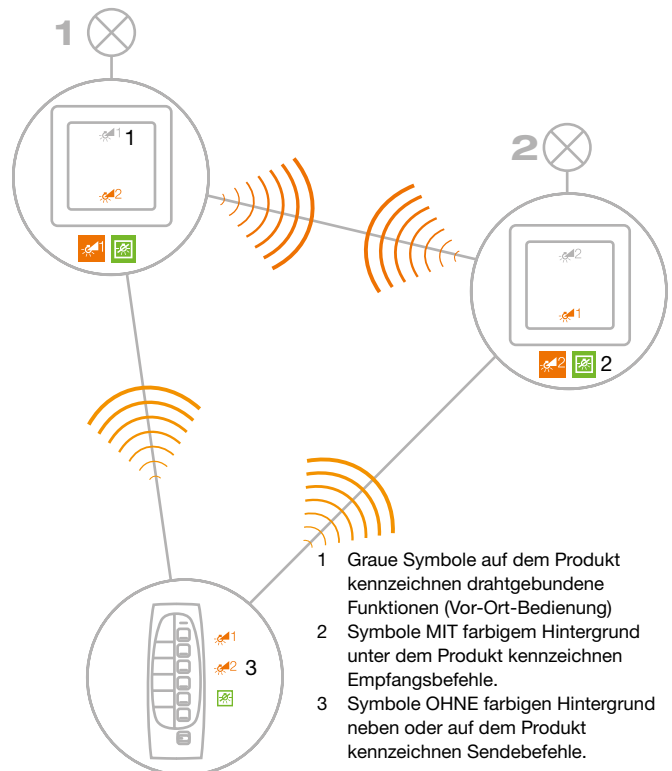 1
1 1
2
1
2
2
1
2 2
1
2 3
1 Graue Symbole auf dem Produkt
kennzeichnen drahtgebundene
Funktionen (Vor-Ort-Bedienung)
2 Symbole MIT farbigem Hintergrund
unter dem Produkt kennzeichnen
Empfangsbefehle.
3 Symbole OHNE farbigen Hintergrund
neben oder auf dem Produkt
kennzeichnen Sendebefehle.